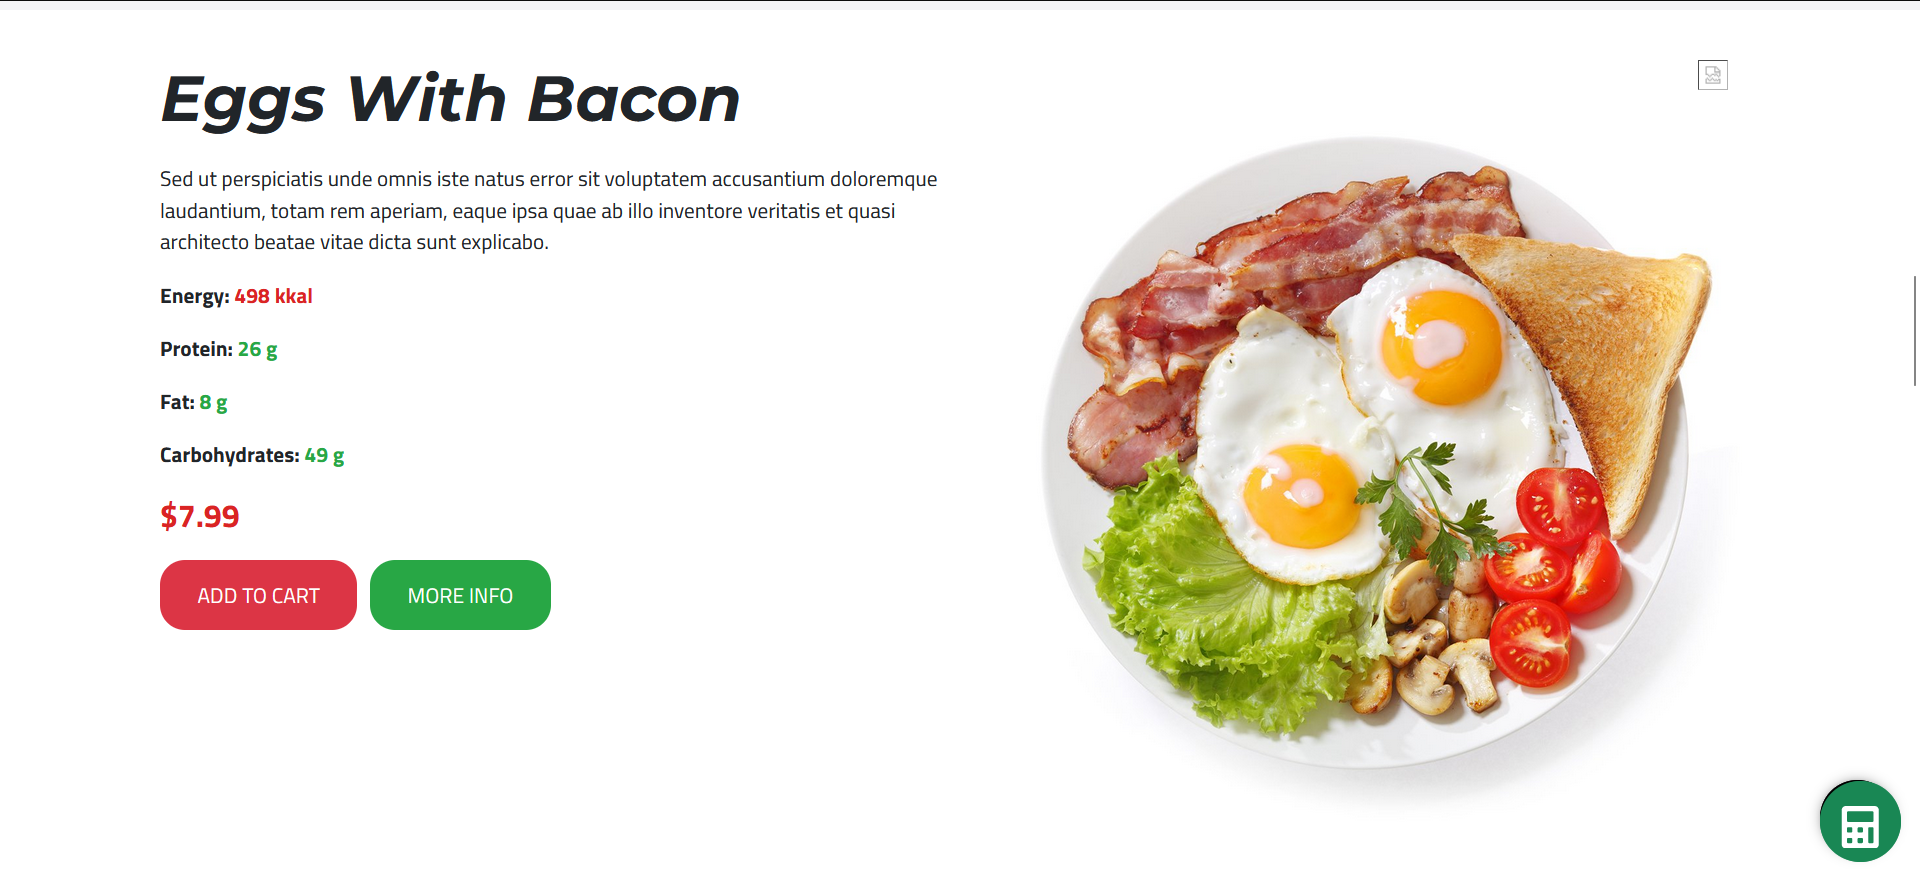 Eggs With Bacon
Sed ut perspiciatis unde omnis iste natus error sit voluptatem accusantium doloremque
laudantium, totam rem aperiam, eaque ipsa quae ab illo inventore veritatis et quasi
architecto beatae vitae dicta sunt explicabo.
Energy: 498 kkal
Protein: 26 g
Fat: 8 g
Carbohydrates: 49 g
$7.99
ADD TO CART
MORE INFO